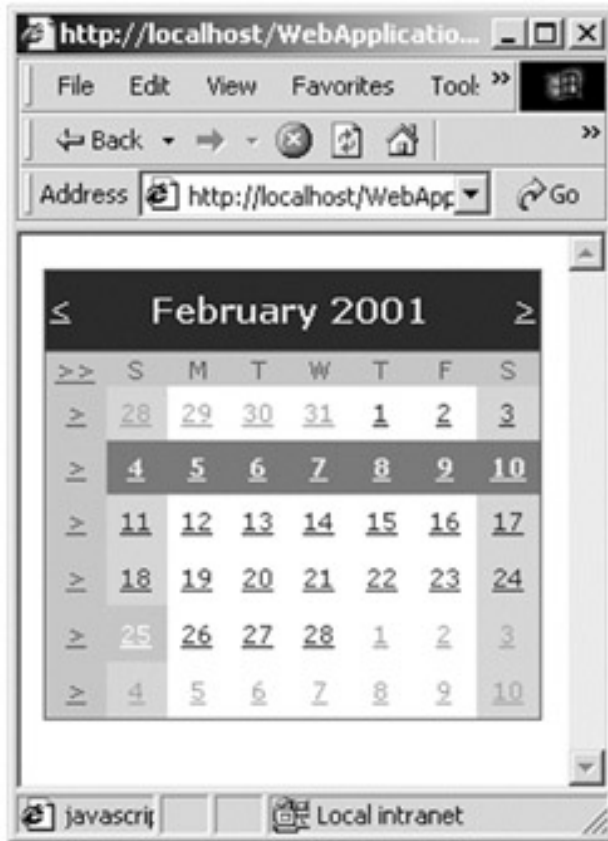 http://localhost/WebApplicatio...
File Edit View Favorites Tools »
Back »
Address http://localhost/WebApp Go
< February 2001 >
>> S M T W T F S
> 28 29 30 31 1 2 3
> 4 5 6 7 8 9 10
> 11 12 13 14 15 16 17
> 18 19 20 21 22 23 24
> 25 26 27 28 1 2 3
> 4 5 6 7 8 9 10
javascrip Local intranet